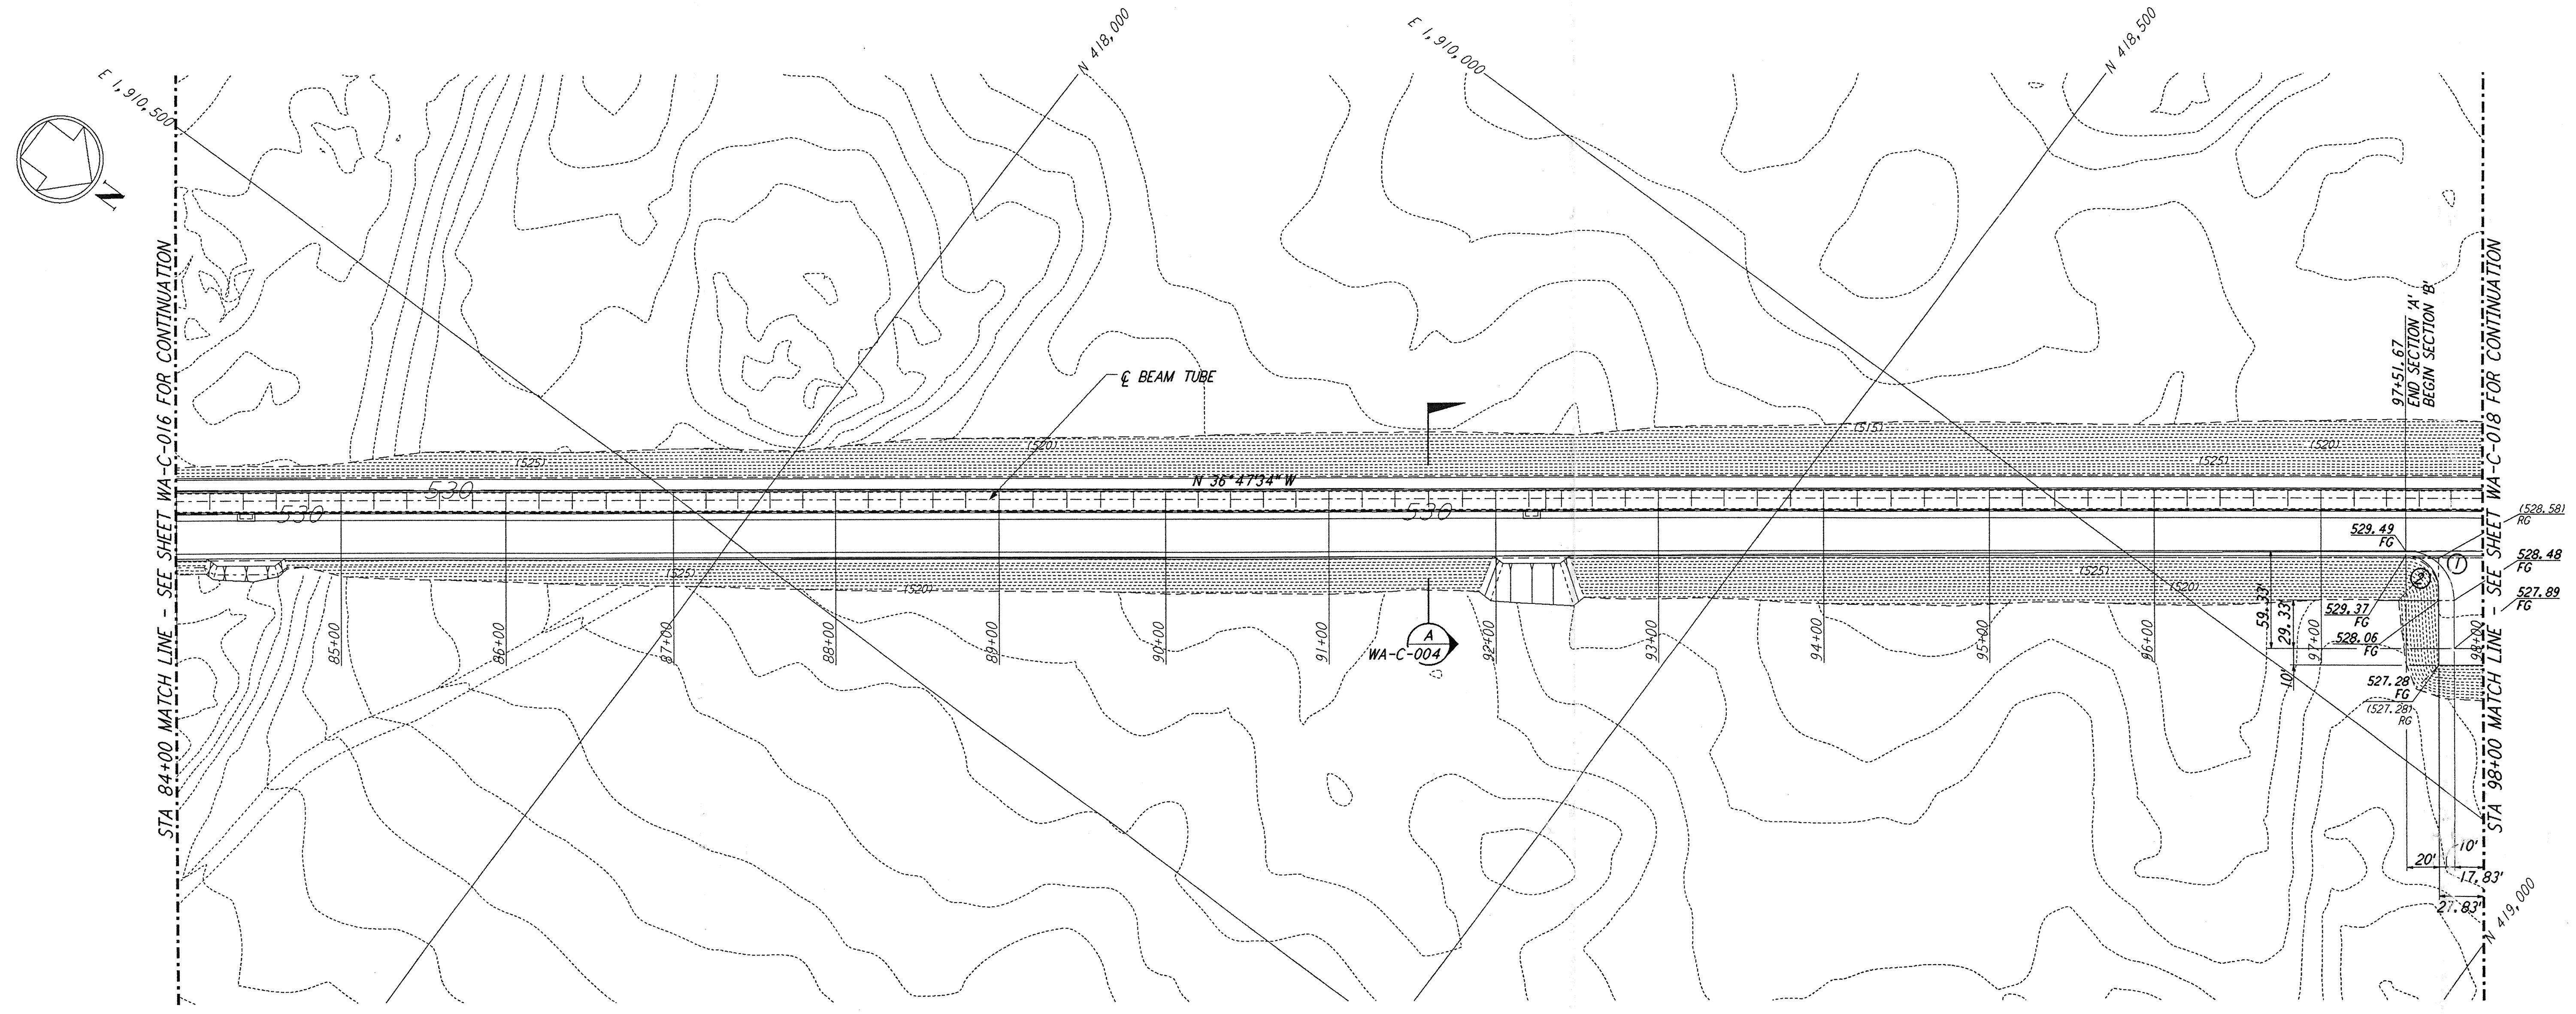 E 1,910,500
N 418,000
E 1,910,000
N 418,500
N
STA 84+00 MATCH LINE - SEE SHEET WA-C-016 FOR CONTINUATION
℄ BEAM TUBE
97+51.67
END SECTION 'A'
BEGIN SECTION 'B'
(525)
(520)
(515)
(525)
(520)
530
N 36°47'34" W
530
530
(525)
(520)
(525)
(520)
85+00
86+00
87+00
88+00
89+00
90+00
91+00
A
WA-C-004
92+00
93+00
94+00
95+00
96+00
97+00
98+00
59.33'
29.33'
10'
529.49
FG
529.37
FG
528.06
FG
527.28
FG
(527.28)
RG
1
2
(528.58)
RG
528.48
FG
527.89
FG
20'
10'
17.83'
27.83'
N 419,000
STA 98+00 MATCH LINE - SEE SHEET WA-C-018 FOR CONTINUATION